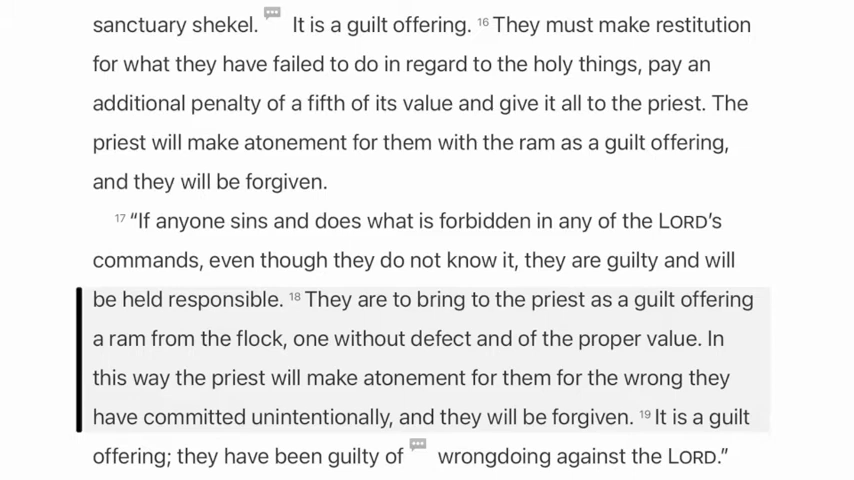 sanctuary shekel. It is a guilt offering. 16 They must make restitution
for what they have failed to do in regard to the holy things, pay an
additional penalty of a fifth of its value and give it all to the priest. The
priest will make atonement for them with the ram as a guilt offering,
and they will be forgiven.
17 “If anyone sins and does what is forbidden in any of the LORD’s
commands, even though they do not know it, they are guilty and will
be held responsible. 18 They are to bring to the priest as a guilt offering
a ram from the flock, one without defect and of the proper value. In
this way the priest will make atonement for them for the wrong they
have committed unintentionally, and they will be forgiven. 19 It is a guilt
offering; they have been guilty of wrongdoing against the LORD.”